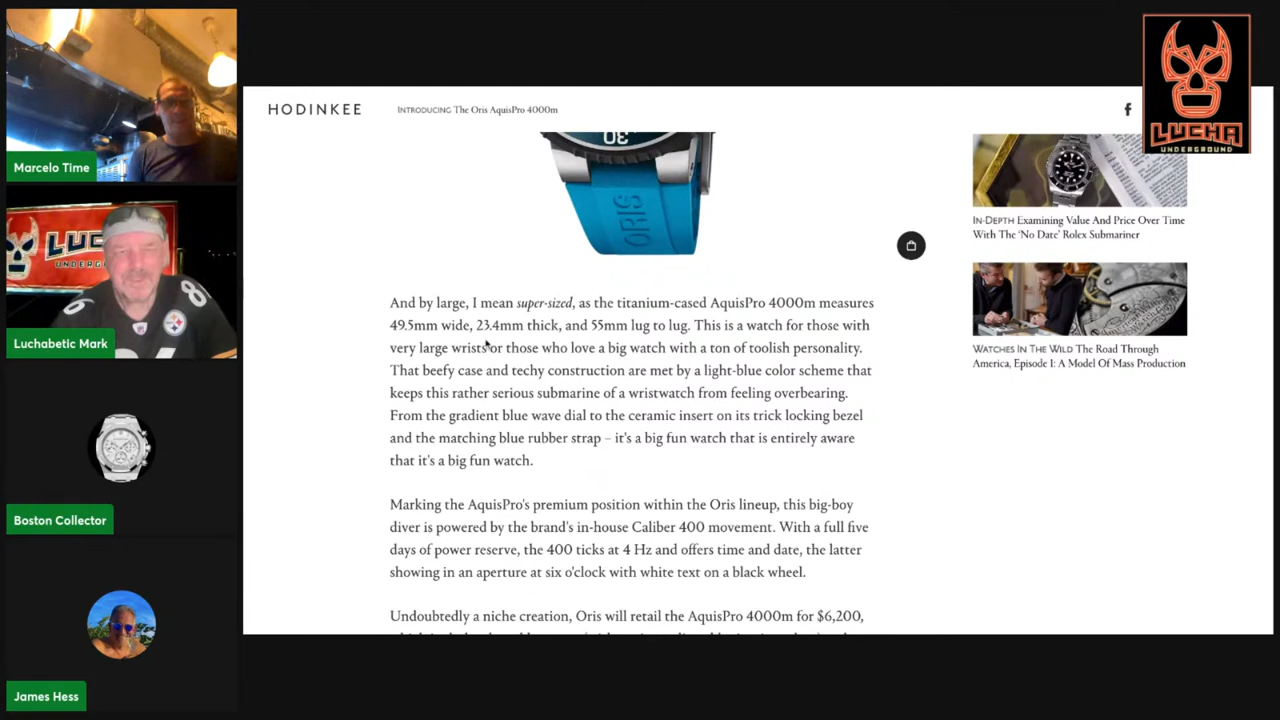 Marcelo Time
LUC
UNDERG
6
8
Luchabetic Mark
Boston Collector
James Hess
HODINKEE
INTRODUCING The Oris AquisPro 4000m
f
LUCHA
UNDERGROUND
30
ORIS
And by large, I mean super-sized, as the titanium-cased AquisPro 4000m measures
49.5mm wide, 23.4mm thick, and 55mm lug to lug. This is a watch for those with
very large wrists or those who love a big watch with a ton of toolish personality.
That beefy case and techy construction are met by a light-blue color scheme that
keeps this rather serious submarine of a wristwatch from feeling overbearing.
From the gradient blue wave dial to the ceramic insert on its trick locking bezel
and the matching blue rubber strap – it's a big fun watch that is entirely aware
that it's a big fun watch.
Marking the AquisPro's premium position within the Oris lineup, this big-boy
diver is powered by the brand's in-house Caliber 400 movement. With a full five
days of power reserve, the 400 ticks at 4 Hz and offers time and date, the latter
showing in an aperture at six o'clock with white text on a black wheel.
Undoubtedly a niche creation, Oris will retail the AquisPro 4000m for $6,200,
IN-DEPTH Examining Value And Price Over Time
With The 'No Date' Rolex Submariner
WATCHES IN THE WILD The Road Through
America, Episode I: A Model Of Mass Production